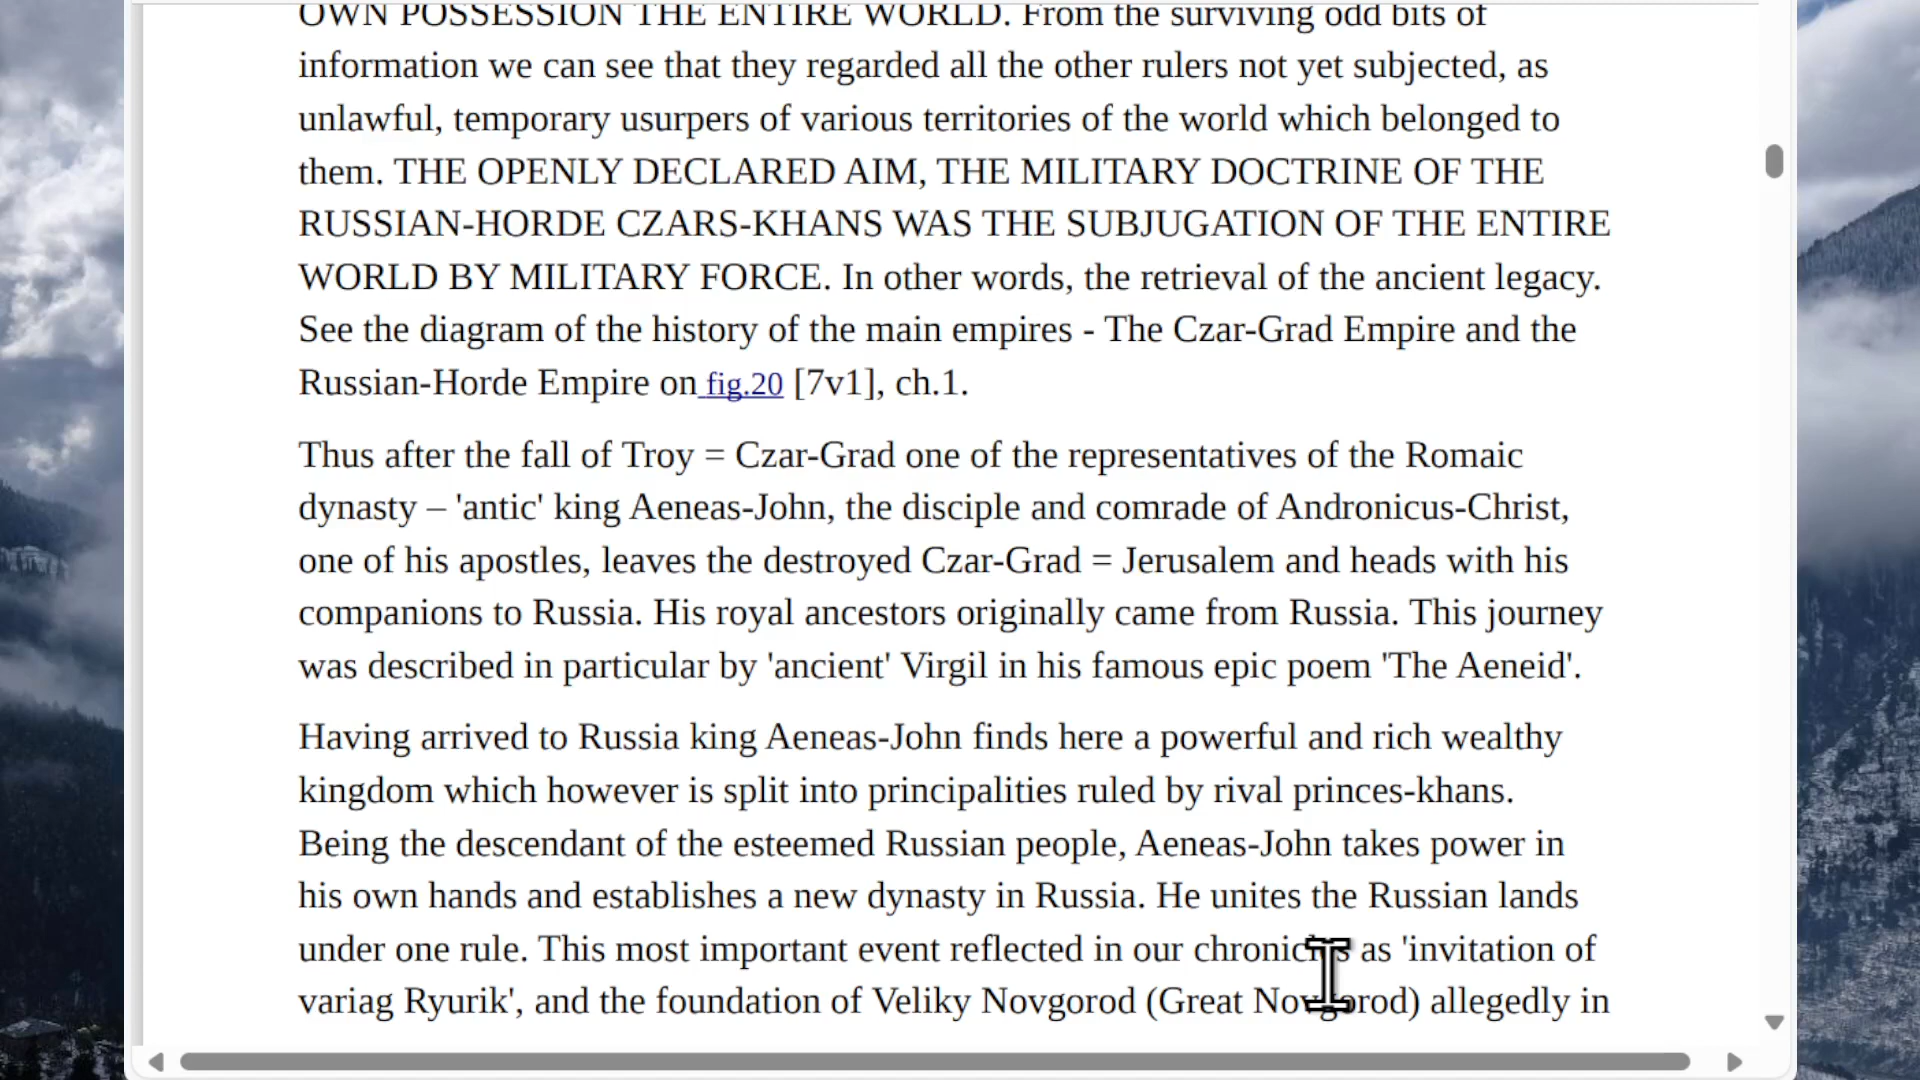 OWN POSSESSION THE ENTIRE WORLD. From the surviving odd bits of
information we can see that they regarded all the other rulers not yet subjected, as
unlawful, temporary usurpers of various territories of the world which belonged to
them. THE OPENLY DECLARED AIM, THE MILITARY DOCTRINE OF THE
RUSSIAN-HORDE CZARS-KHANS WAS THE SUBJUGATION OF THE ENTIRE
WORLD BY MILITARY FORCE. In other words, the retrieval of the ancient legacy.
See the diagram of the history of the main empires - The Czar-Grad Empire and the
Russian-Horde Empire on fig.20 [7v1], ch.1.
Thus after the fall of Troy = Czar-Grad one of the representatives of the Romaic
dynasty – 'antic' king Aeneas-John, the disciple and comrade of Andronicus-Christ,
one of his apostles, leaves the destroyed Czar-Grad = Jerusalem and heads with his
companions to Russia. His royal ancestors originally came from Russia. This journey
was described in particular by 'ancient' Virgil in his famous epic poem 'The Aeneid'.
Having arrived to Russia king Aeneas-John finds here a powerful and rich wealthy
kingdom which however is split into principalities ruled by rival princes-khans.
Being the descendant of the esteemed Russian people, Aeneas-John takes power in
his own hands and establishes a new dynasty in Russia. He unites the Russian lands
under one rule. This most important event reflected in our chronicles as 'invitation of
variag Ryurik', and the foundation of Veliky Novgorod (Great Novgorod) allegedly in